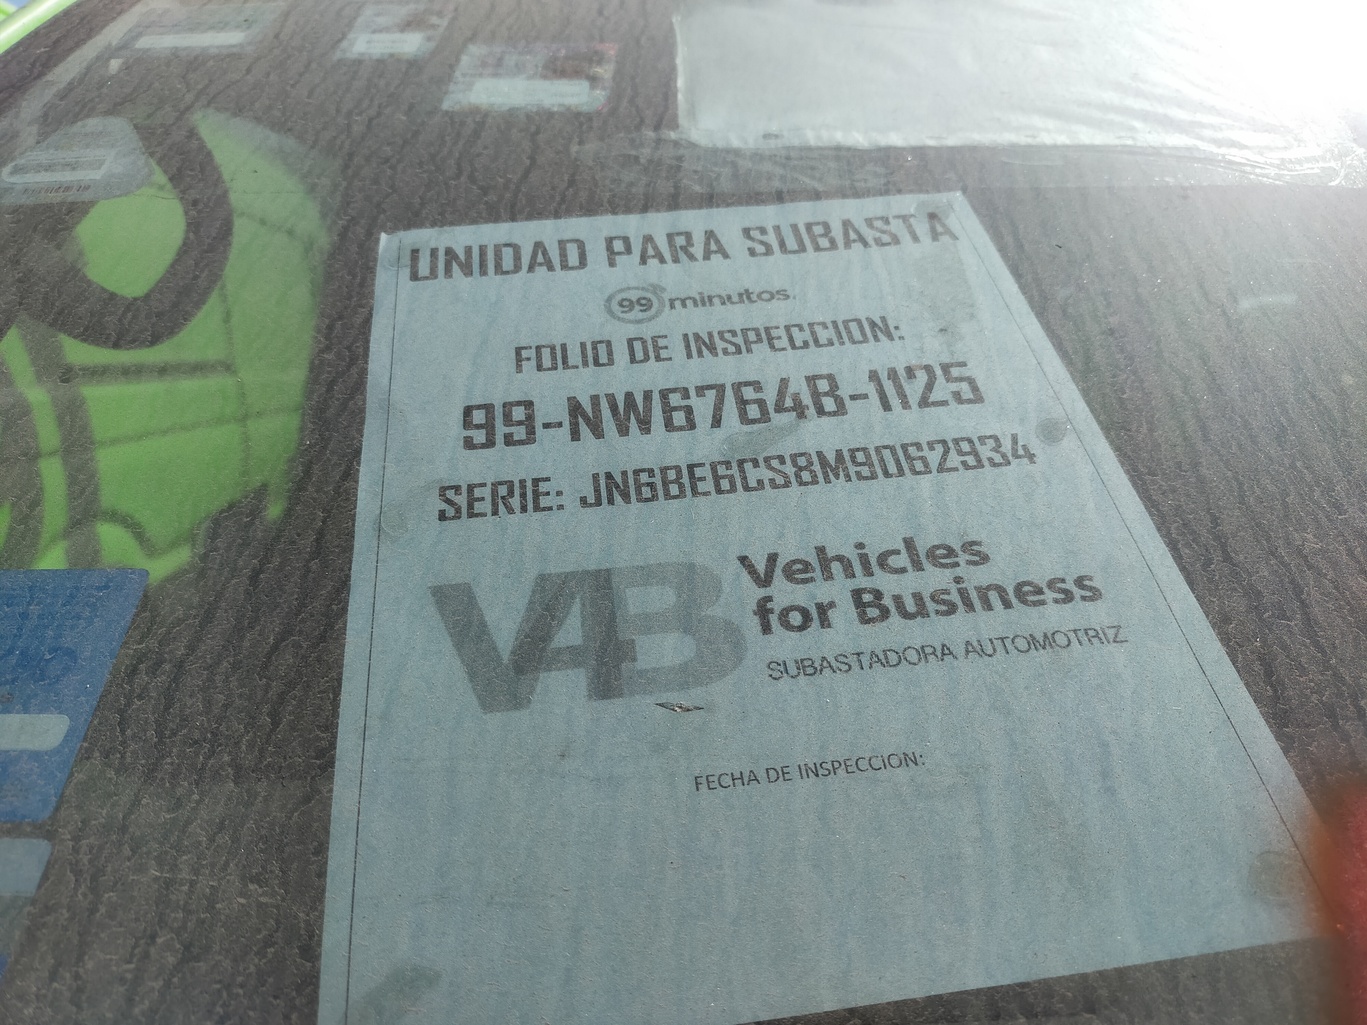 UNIDAD PARA SUBASTA
99 minutos.
FOLIO DE INSPECCION:
99-NW6764B-1125
SERIE: JN6BE6CS8M9062934
V4B
Vehicles
for Business
SUBASTADORA AUTOMOTRIZ
FECHA DE INSPECCION: